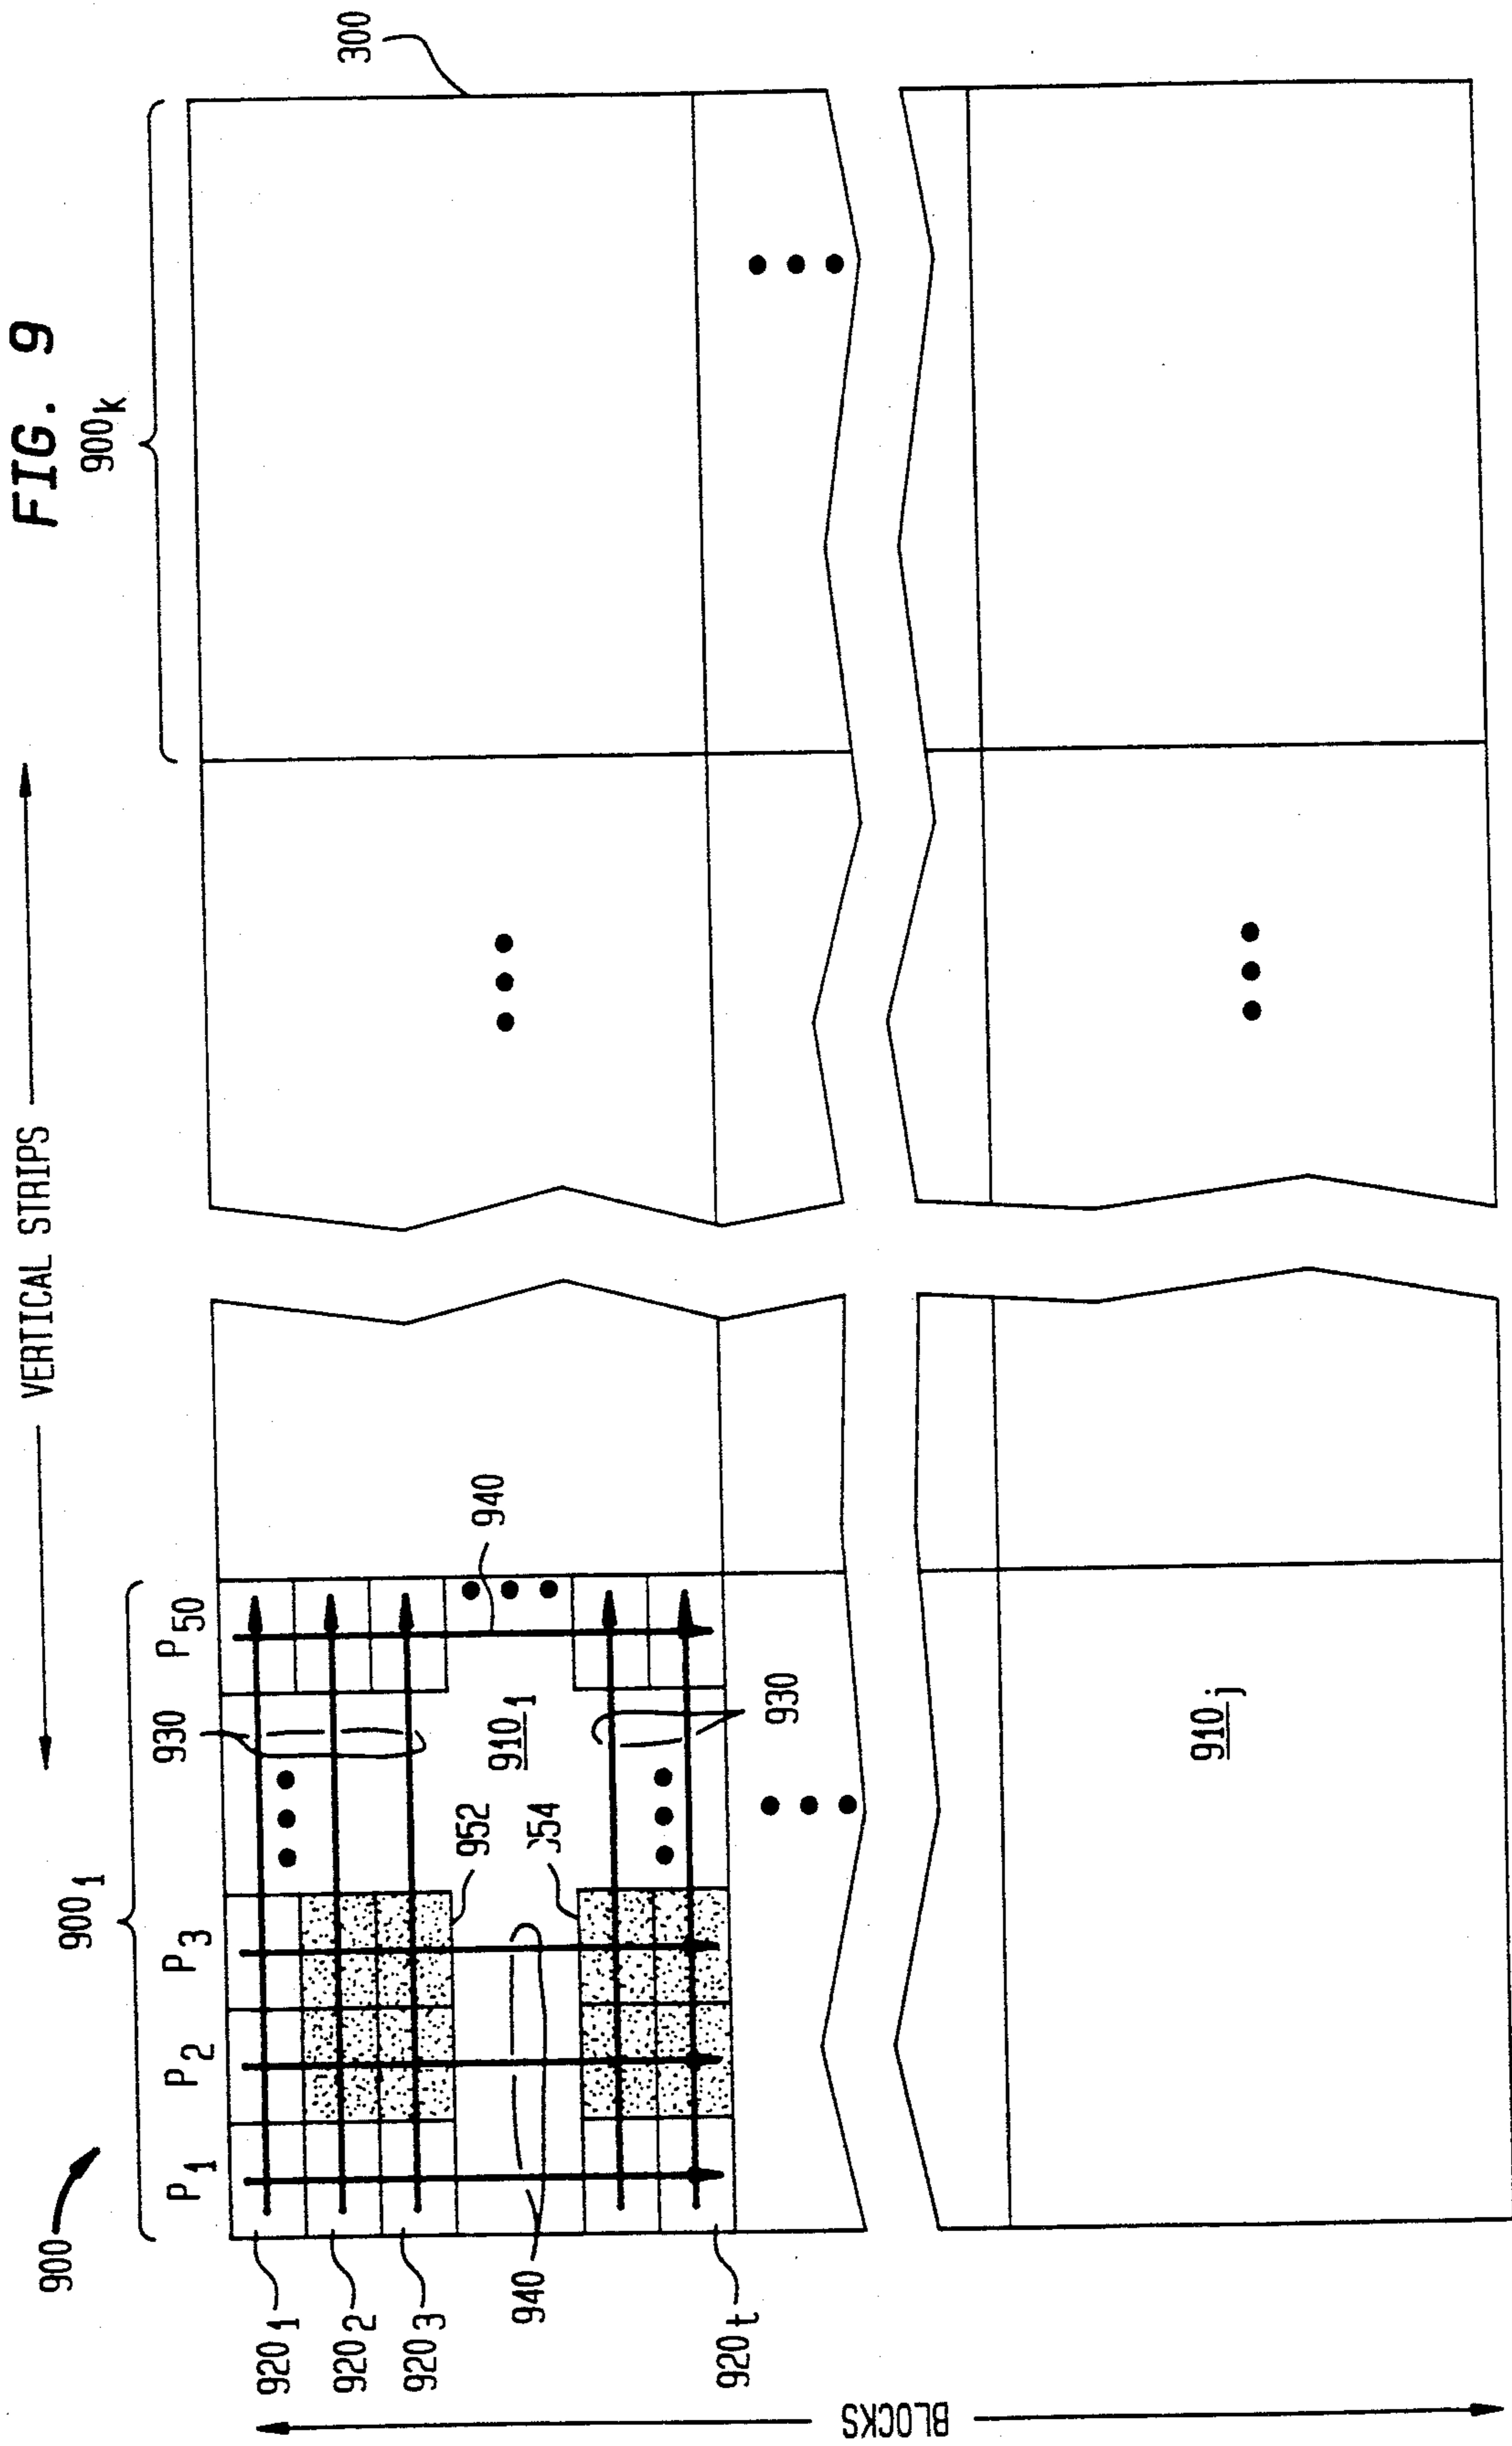 FIG. 9
VERTICAL STRIPS
900
900₁
900ₖ
300
P₁ P₂ P₃ P₅₀
930
920₁
920₂
920₃
952
940
910₁
940
954
930
920ₜ
BLOCKS
910ⱼ